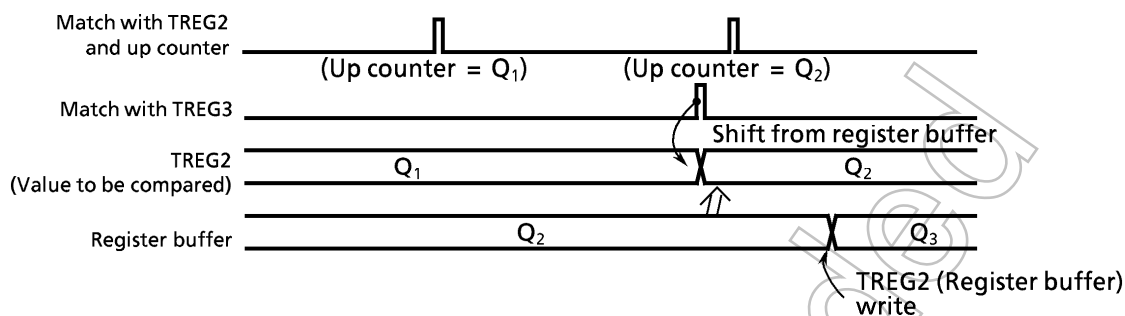 Match with TREG2
and up counter
(Up counter = Q₁) (Up counter = Q₂)
Match with TREG3
Shift from register buffer
TREG2
(Value to be compared)
Q₁ Q₂
Register buffer
Q₂ Q₃
TREG2 (Register buffer)
write